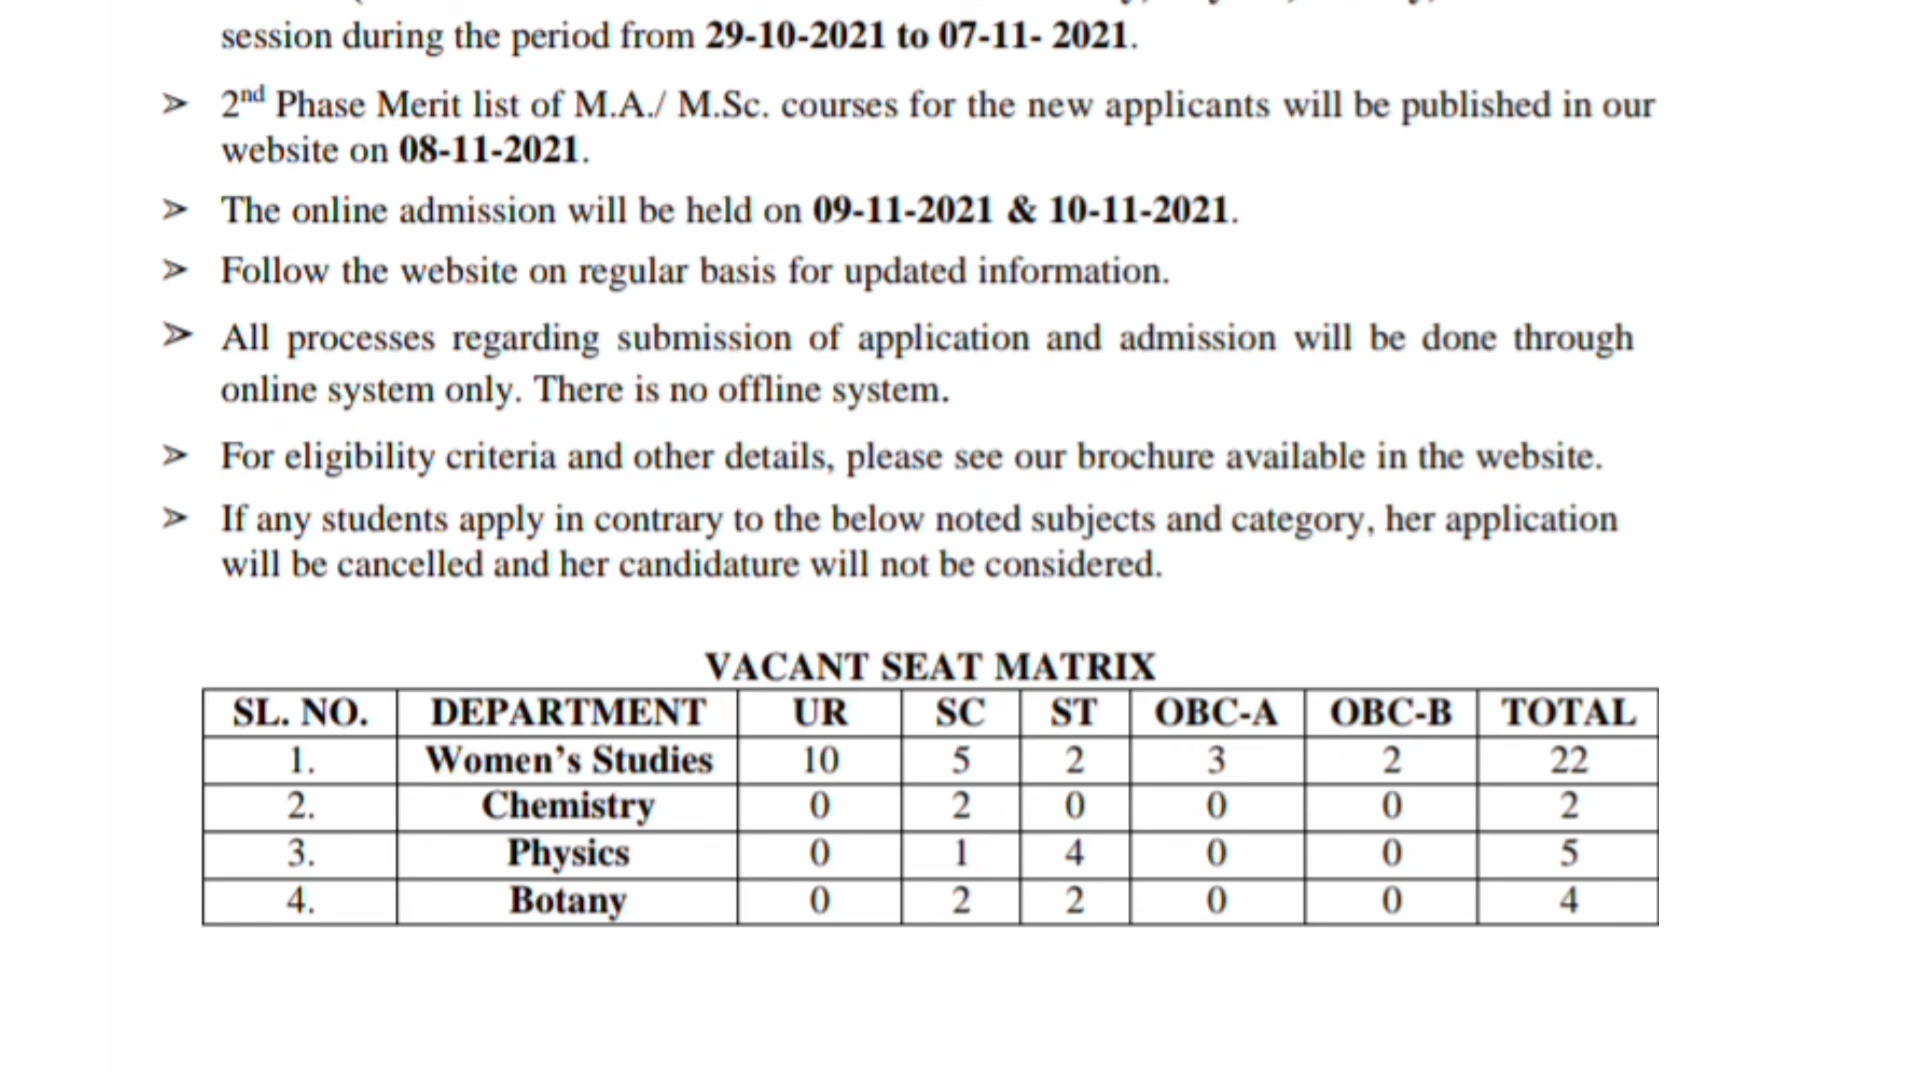 session during the period from 29-10-2021 to 07-11- 2021.
➢ 2nd Phase Merit list of M.A./ M.Sc. courses for the new applicants will be published in our
website on 08-11-2021.
➢ The online admission will be held on 09-11-2021 & 10-11-2021.
➢ Follow the website on regular basis for updated information.
➢ All processes regarding submission of application and admission will be done through
online system only. There is no offline system.
➢ For eligibility criteria and other details, please see our brochure available in the website.
➢ If any students apply in contrary to the below noted subjects and category, her application
will be cancelled and her candidature will not be considered.
VACANT SEAT MATRIX
SL. NO. DEPARTMENT UR SC ST OBC-A OBC-B TOTAL
1. Women’s Studies 10 5 2 3 2 22
2. Chemistry 0 2 0 0 0 2
3. Physics 0 1 4 0 0 5
4. Botany 0 2 2 0 0 4